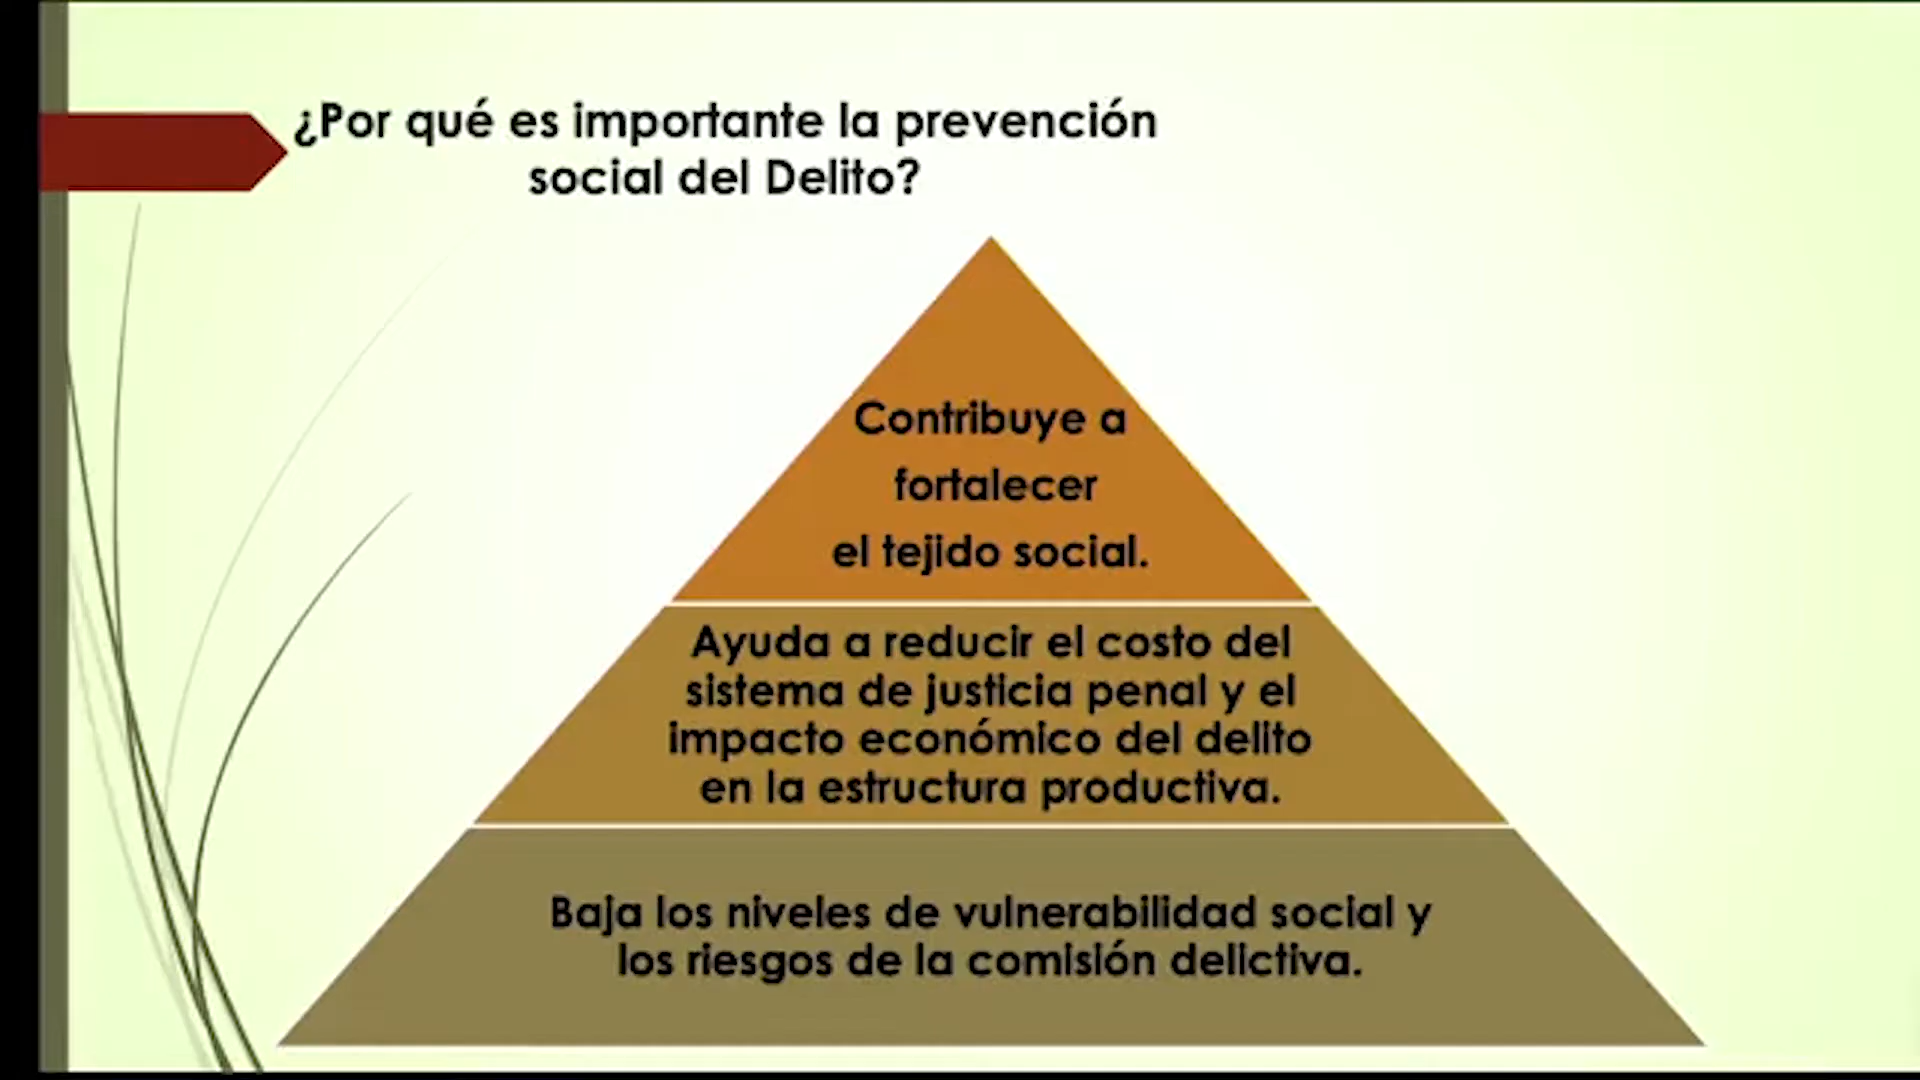 ¿Por qué es importante la prevención
social del Delito?
Contribuye a
fortalecer
el tejido social.
Ayuda a reducir el costo del
sistema de justicia penal y el
impacto económico del delito
en la estructura productiva.
Baja los niveles de vulnerabilidad social y
los riesgos de la comisión delictiva.